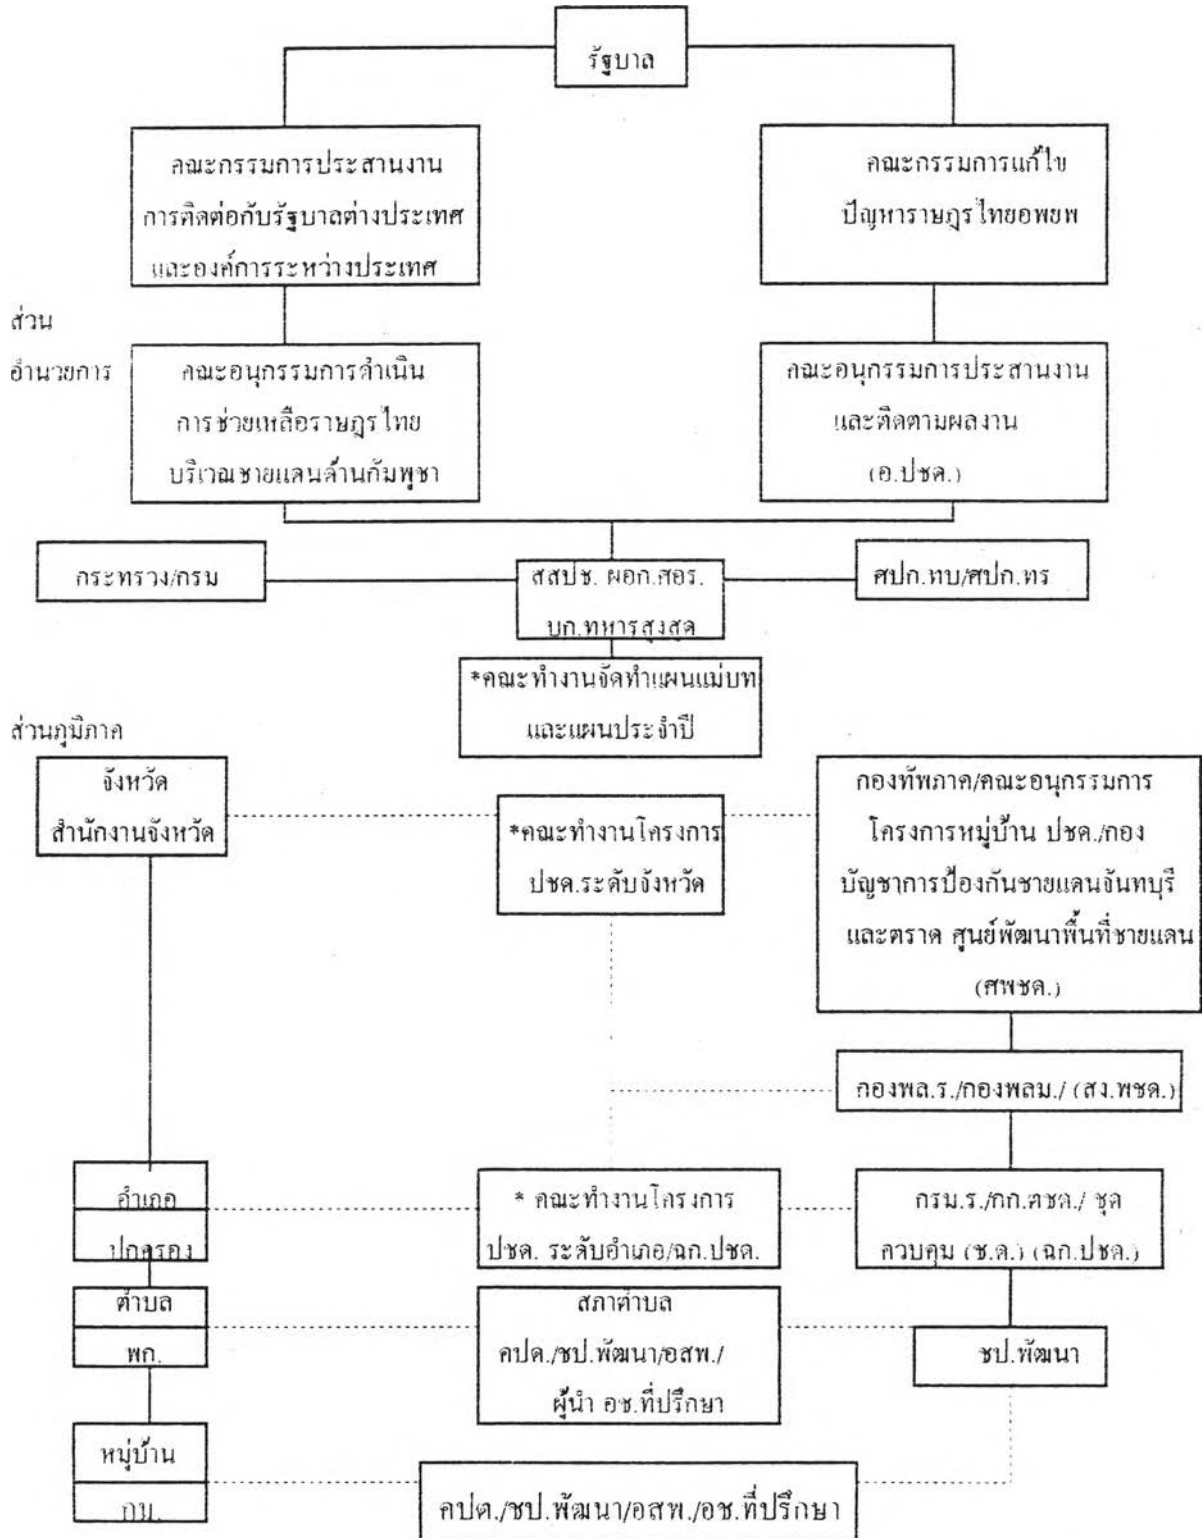 รัฐบาล
คณะกรรมการประสานงาน
การติดต่อกับรัฐบาลต่างประเทศ
และองค์การระหว่างประเทศ
คณะกรรมการแก้ไข
ปัญหาราษฎรไทยอพยพ
ส่วน
อำนวยการ
คณะอนุกรรมการดำเนิน
การช่วยเหลือราษฎรไทย
บริเวณชายแดนด้านกัมพูชา
คณะอนุกรรมการประสานงาน
และติดตามผลงาน
(อ.ปชด.)
กระทรวง/กรม
สสปช. ผอก.ศอร.
บก.ทหารสูงสุด
ศปก.ทบ/ศปก.ทร
*คณะทำงานจัดทำแผนแม่บท
และแผนประจำปี
ส่วนภูมิภาค
จังหวัด
สำนักงานจังหวัด
*คณะทำงานโครงการ
ปชด.ระดับจังหวัด
กองทัพภาค/คณะอนุกรรมการ
โครงการหมู่บ้าน ปชด./กอง
บัญชาการป้องกันชายแดนจันทบุรี
และตราด ศูนย์พัฒนาพื้นที่ชายแดน
(ศพชด.)
กองพล.ร./กองพลม./ (สง.พชด.)
อำเภอ
ปกครอง
* คณะทำงานโครงการ
ปชด. ระดับอำเภอ/ฉก.ปชด.
กรม.ร./กก.ตชด./ ชุด
ควบคุม (ช.ด.) (ฉก.ปชด.)
ตำบล
พก.
สภาตำบล
คปต./ชป.พัฒนา/อสพ./
ผู้นำ อช.ที่ปรึกษา
ชป.พัฒนา
หมู่บ้าน
กม.
คปต./ชป.พัฒนา/อสพ./อช.ที่ปรึกษา